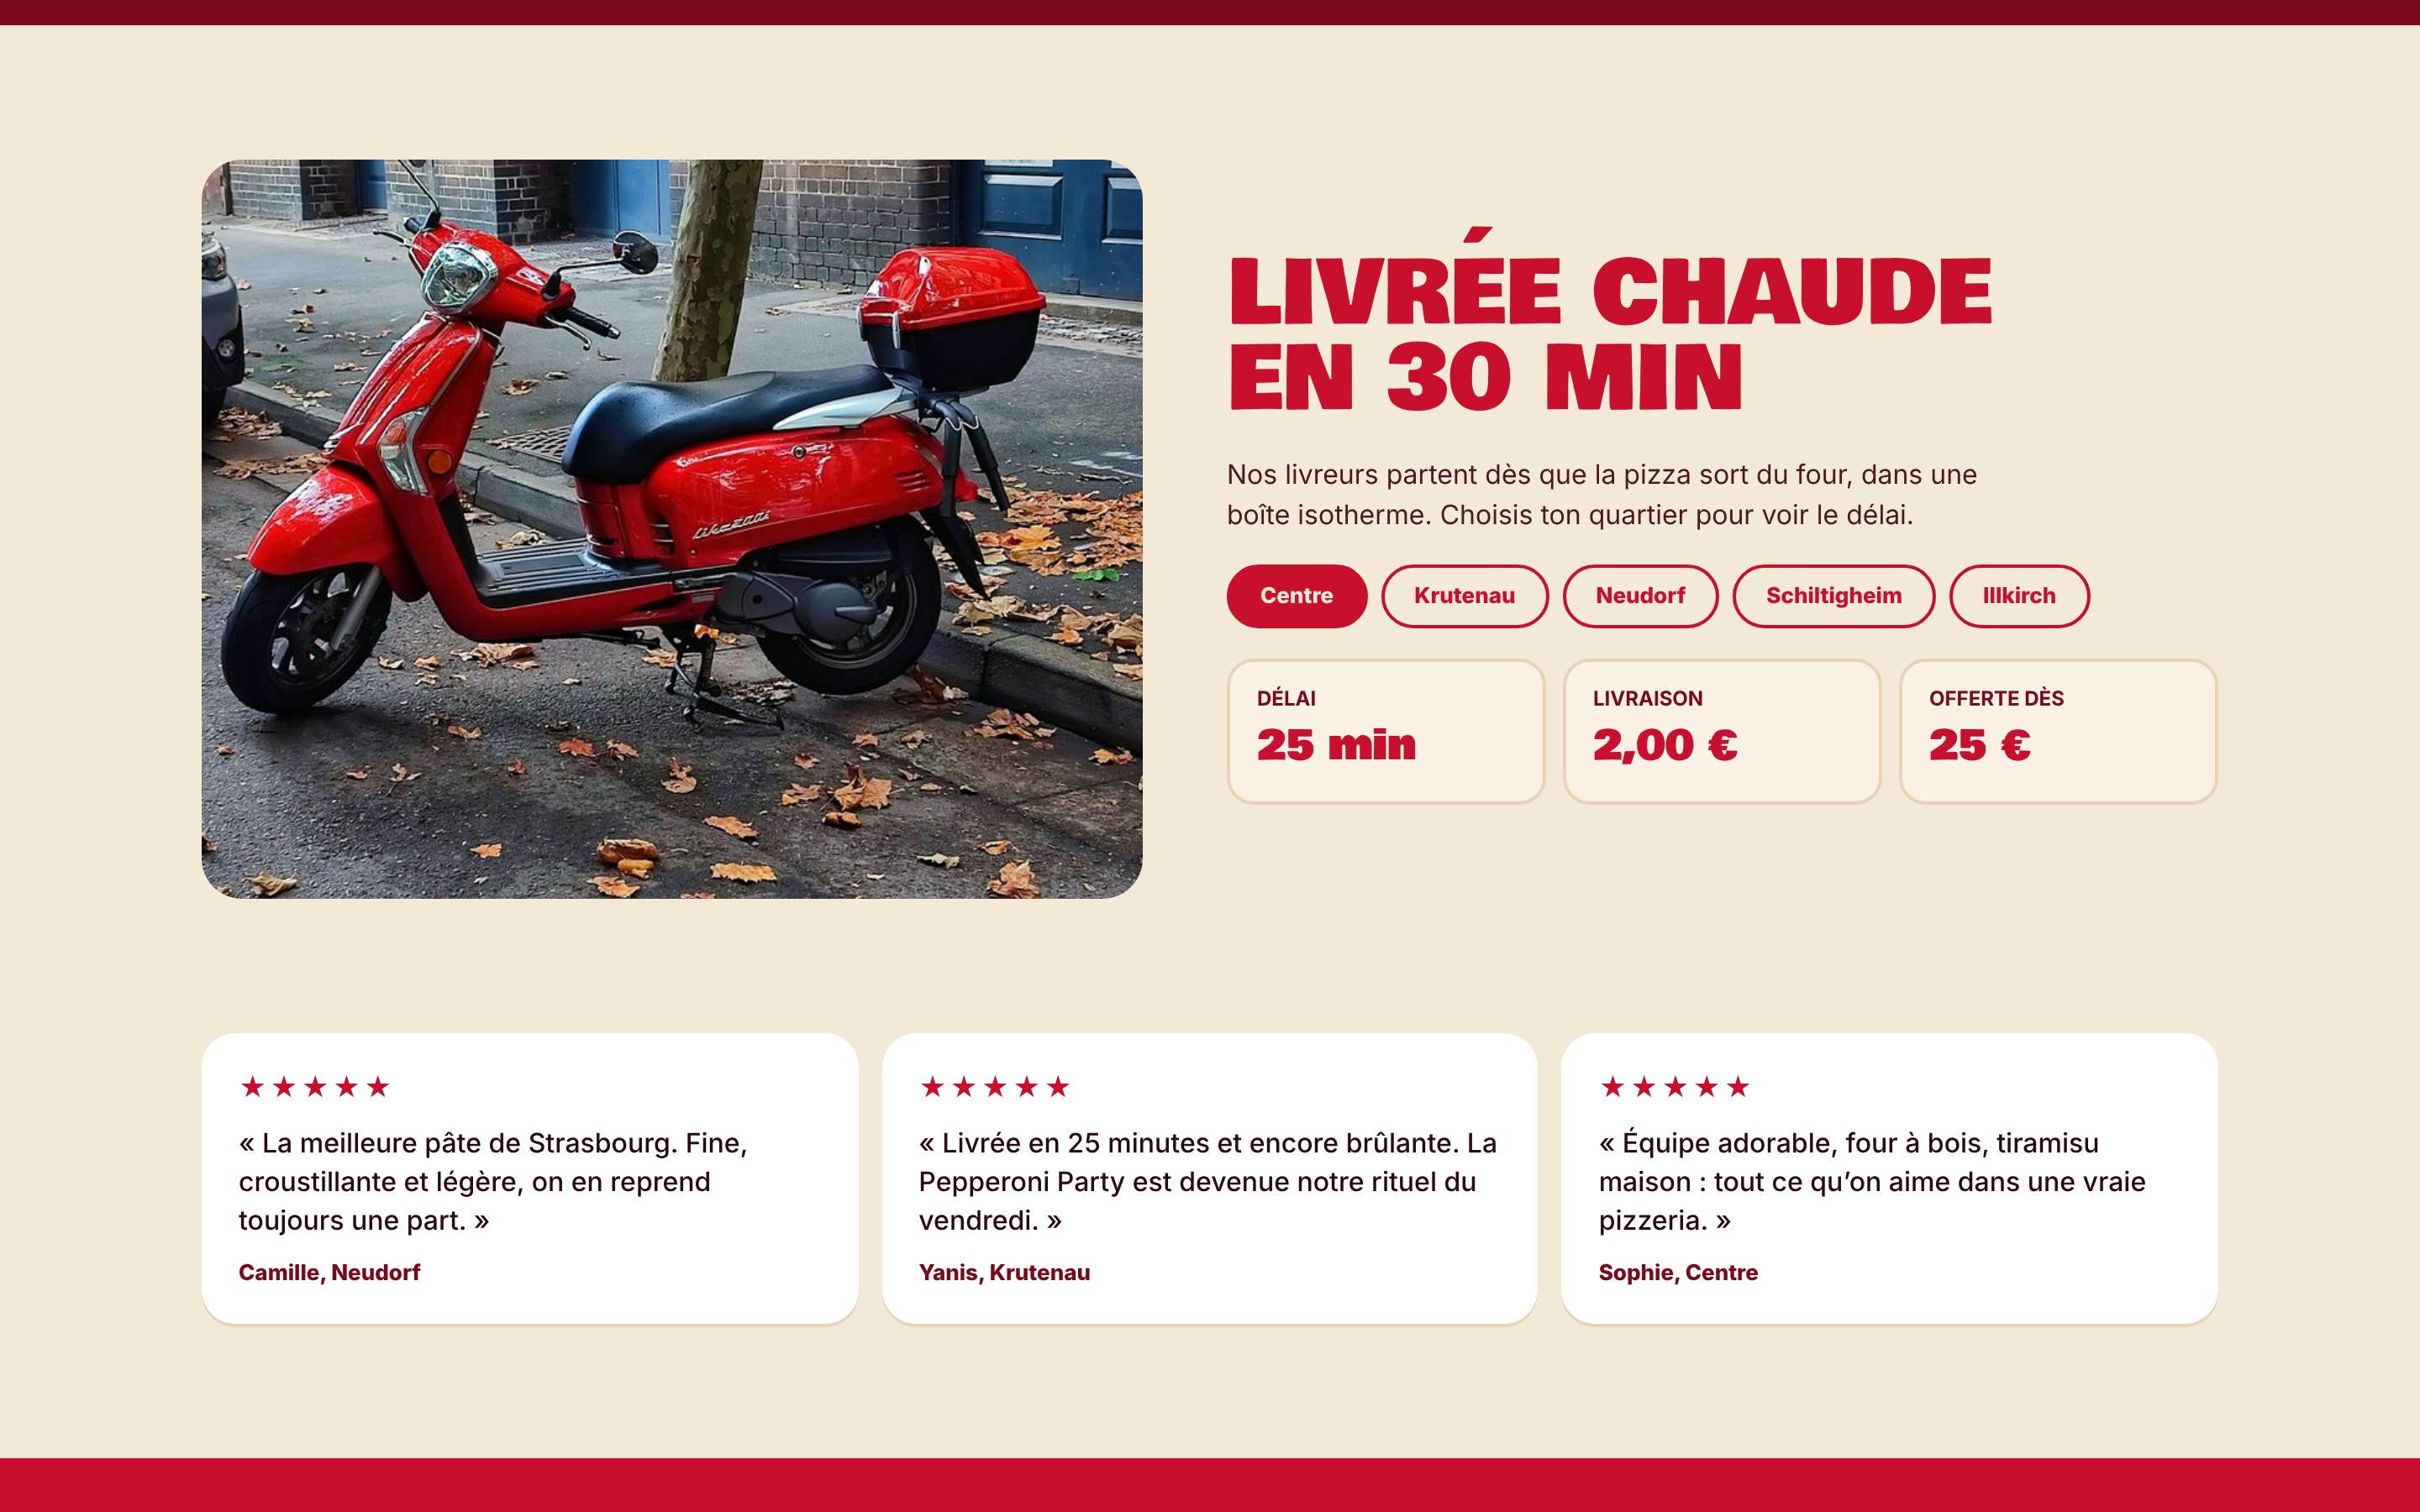 LIVRÉE CHAUDE
EN 30 MIN
Nos livreurs partent dès que la pizza sort du four, dans une
boîte isotherme. Choisis ton quartier pour voir le délai.
Centre
Krutenau
Neudorf
Schiltigheim
Illkirch
DÉLAI
25 min
LIVRAISON
2,00 €
OFFERTE DÈS
25 €
★★★★★
« La meilleure pâte de Strasbourg. Fine,
croustillante et légère, on en reprend
toujours une part. »
Camille, Neudorf
★★★★★
« Livrée en 25 minutes et encore brûlante. La
Pepperoni Party est devenue notre rituel du
vendredi. »
Yanis, Krutenau
★★★★★
« Équipe adorable, four à bois, tiramisu
maison : tout ce qu’on aime dans une vraie
pizzeria. »
Sophie, Centre